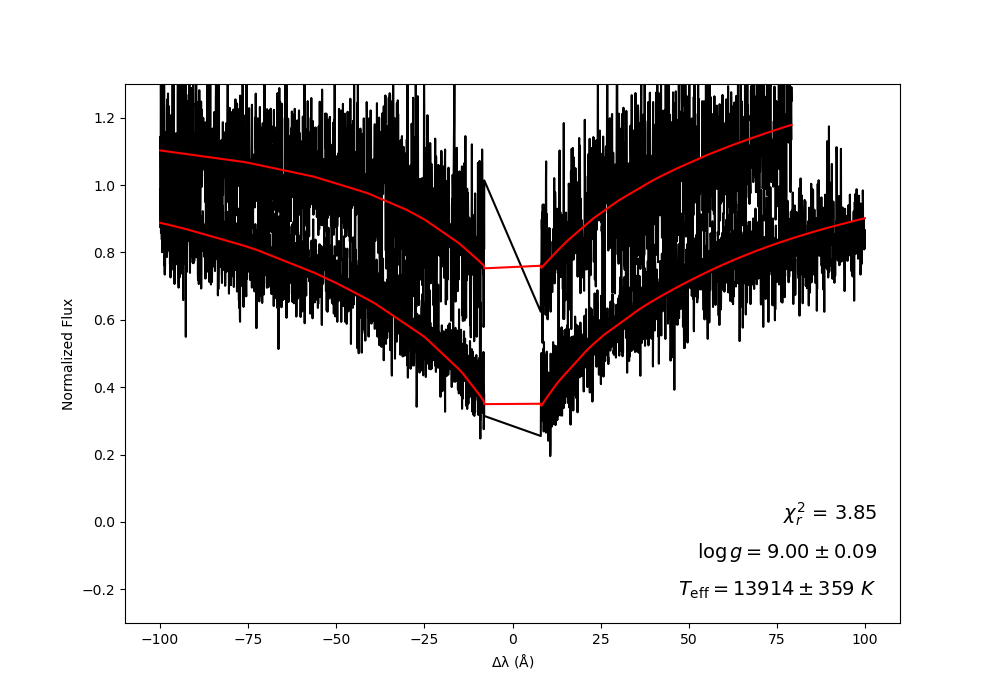 1.2
1.0
0.8
0.6
0.4
0.2
0.0
−0.2
Normalized Flux
χ²ᵣ = 3.85
log g = 9.00 ± 0.09
T_eff = 13914 ± 359 K
−100 −75 −50 −25 0 25 50 75 100
Δλ (Å)